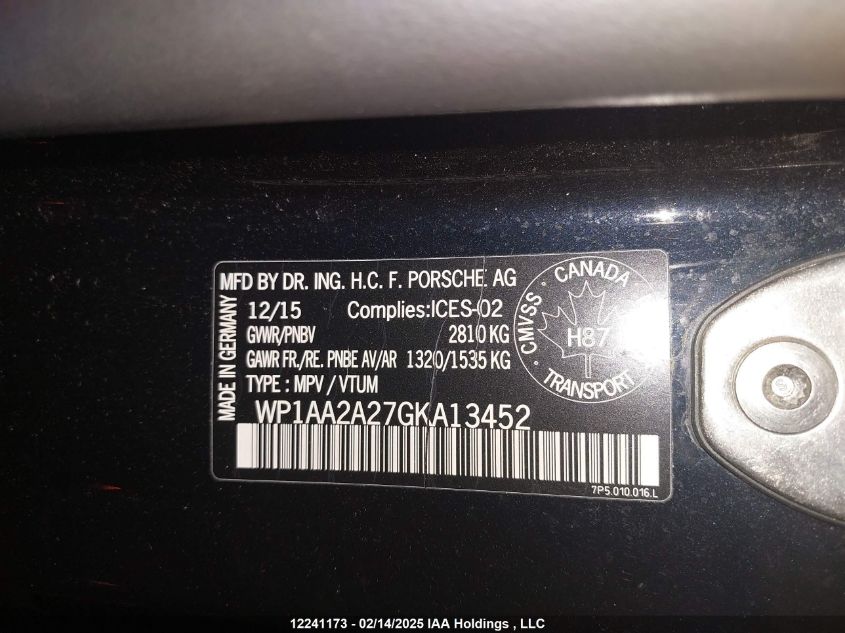 MFD BY DR. ING. H.C. F. PORSCHE AG
12/15 Complies:ICES-02
GWR/PNBV 2810 KG
GAWR FR./RE. PNBE AV/AR 1320/1535 KG
TYPE : MPV / VTUM
WP1AA2A27GKA13452
7P5.010.016.L
MADE IN GERMANY
CMVSS CANADA
H87
TRANSPORT
12241173 - 02/14/2025 IAA Holdings , LLC